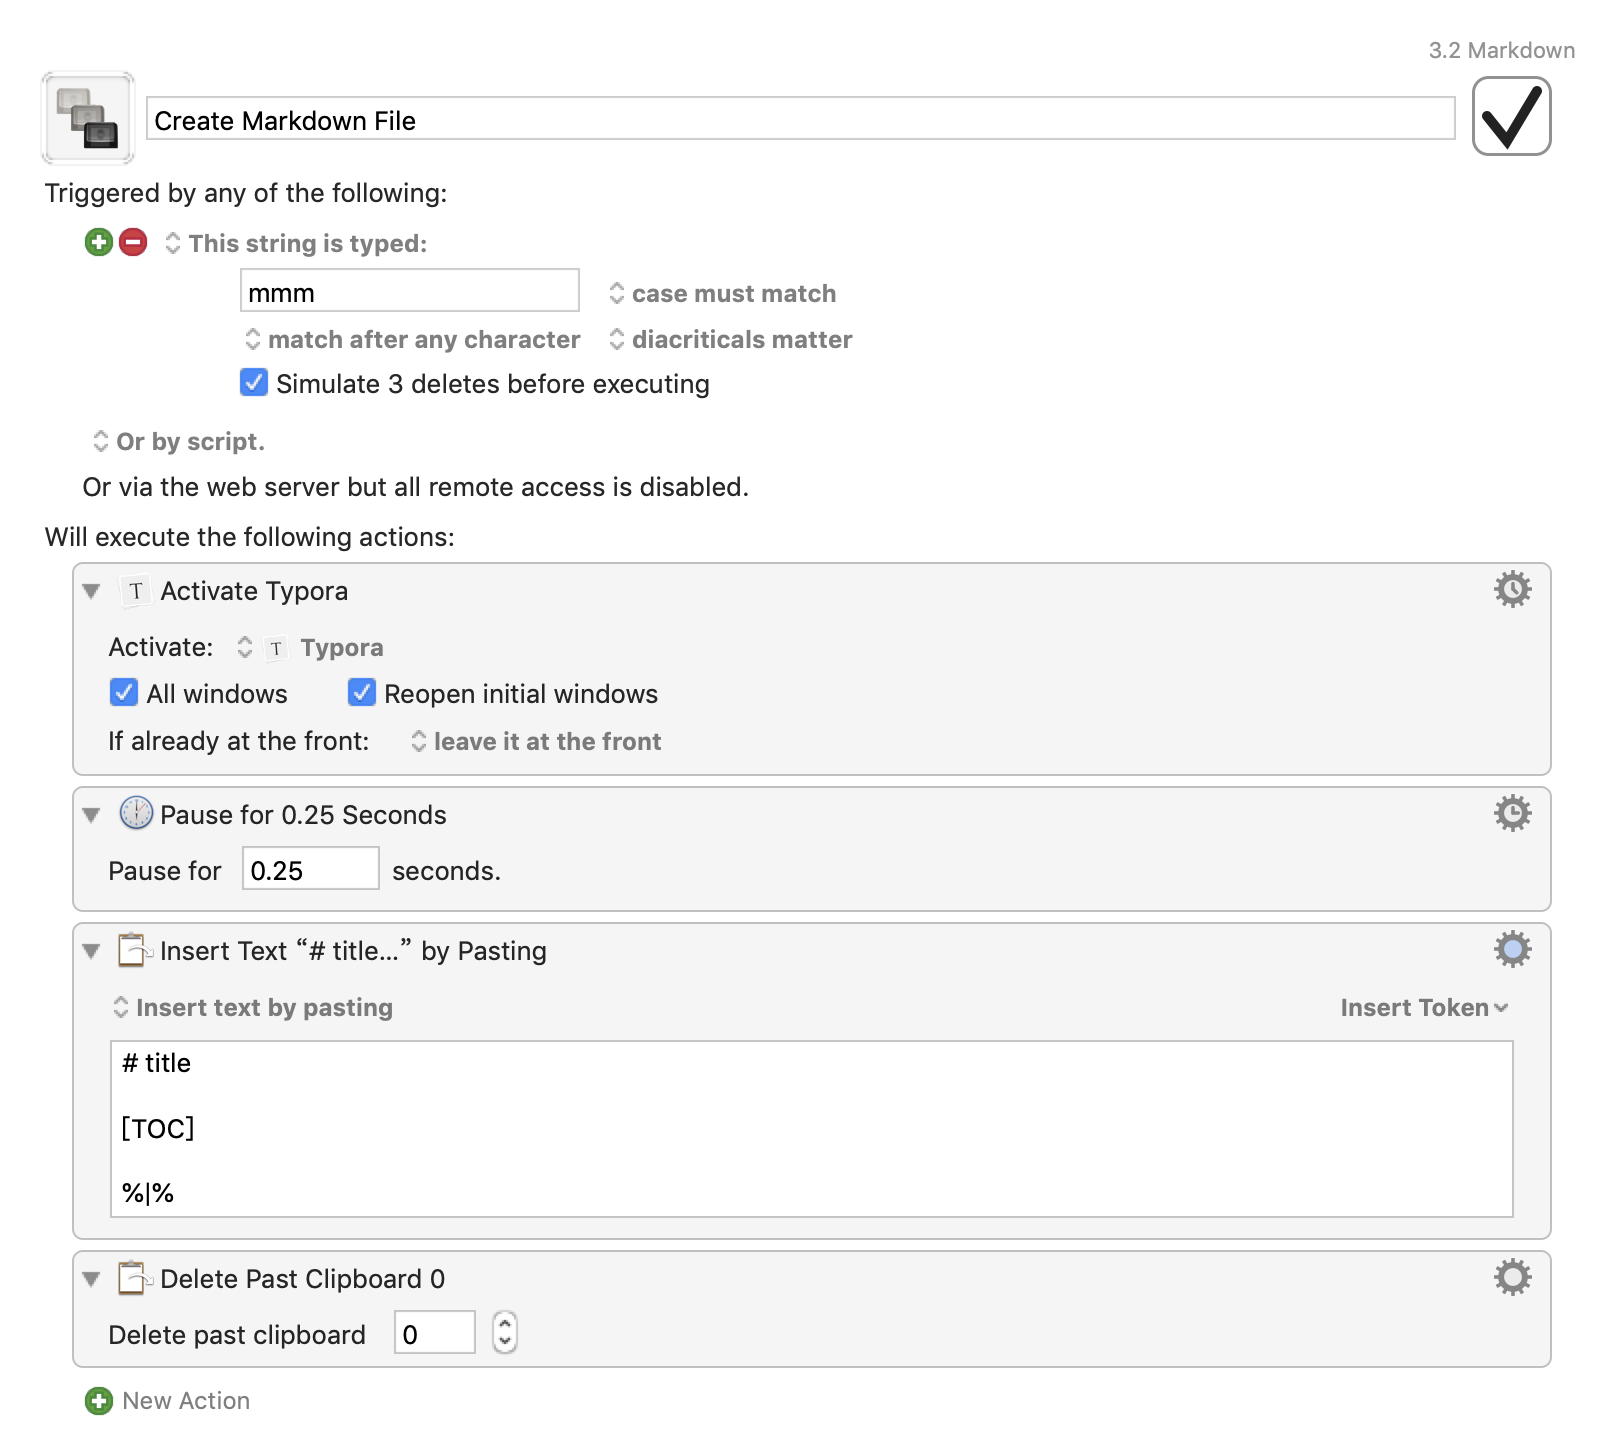 3.2 Markdown
Create Markdown File
Triggered by any of the following:
This string is typed:
mmm case must match
match after any character diacriticals matter
Simulate 3 deletes before executing
Or by script.
Or via the web server but all remote access is disabled.
Will execute the following actions:
T Activate Typora
Activate: T Typora
All windows Reopen initial windows
If already at the front: leave it at the front
Pause for 0.25 Seconds
Pause for 0.25 seconds.
Insert Text “# title…” by Pasting
Insert text by pasting Insert Token
# title
[TOC]
%|%
Delete Past Clipboard 0
Delete past clipboard 0
New Action